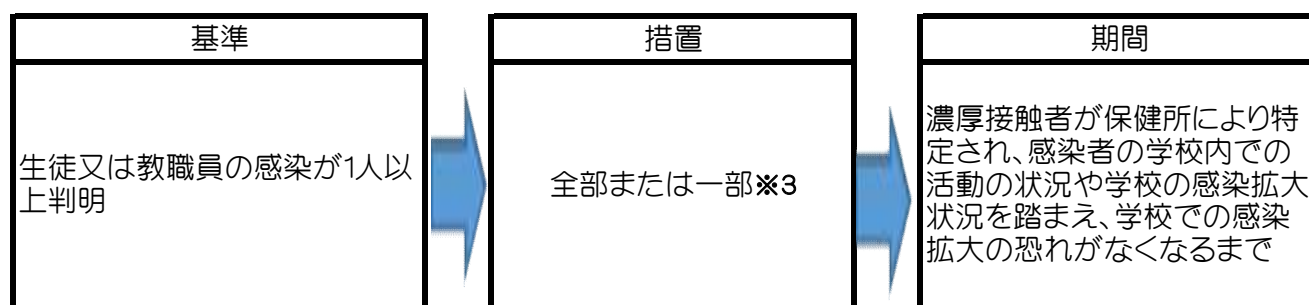 基準
生徒又は教職員の感染が1人以
上判明
措置
全部または一部※3
期間
濃厚接触者が保健所により特
定され、感染者の学校内での
活動の状況や学校の感染拡大
状況を踏まえ、学校での感染
拡大の恐れがなくなるまで